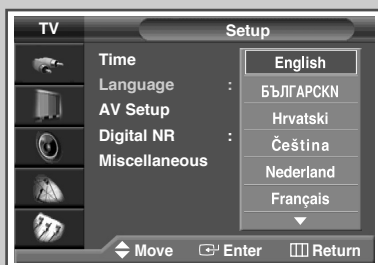 TV
Setup
Time
Language :
AV Setup
Digital NR :
Miscellaneous
English
БЪЛГАРСКN
Hrvatski
Čeština
Nederland
Français
Move Enter Return